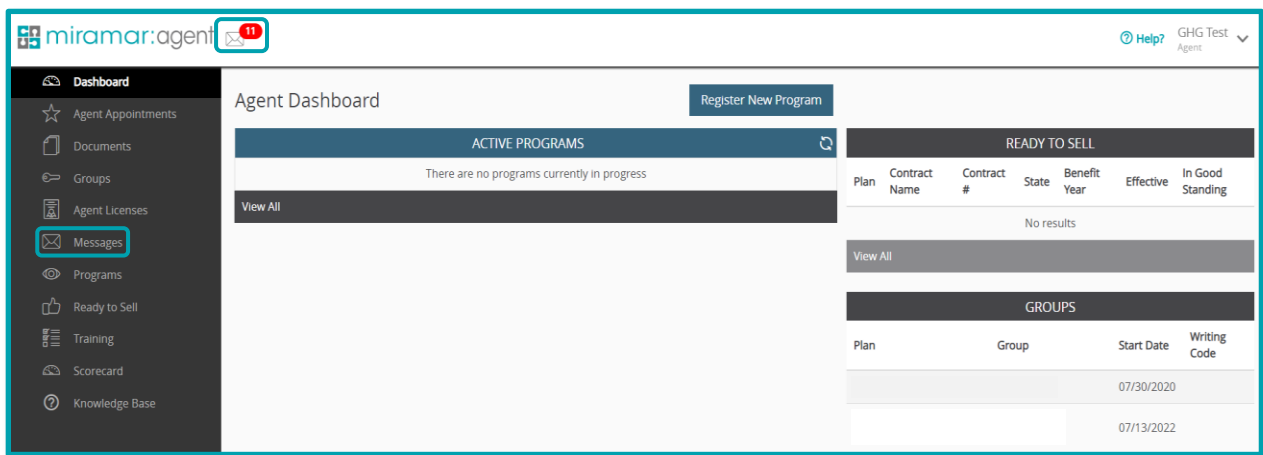 miramar:agent 11
Help? GHG Test
Agent
Dashboard
Agent Appointments
Documents
Groups
Agent Licenses
Messages
Programs
Ready to Sell
Training
Scorecard
Knowledge Base
Agent Dashboard
Register New Program
ACTIVE PROGRAMS
There are no programs currently in progress
View All
READY TO SELL
Plan Contract Name Contract # State Benefit Year Effective In Good Standing
No results
View All
GROUPS
Plan Group Start Date Writing Code
07/30/2020
07/13/2022